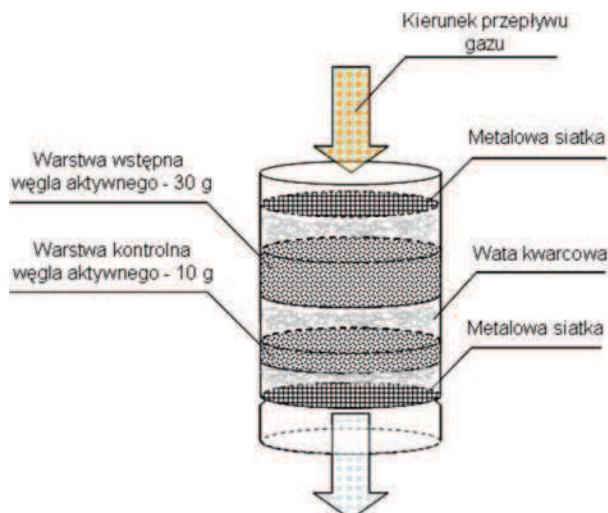 Kierunek przepływu
gazu
Metalowa siatka
Warstwa wstępna
węgla aktywnego - 30 g
Warstwa kontrolna
węgla aktywnego - 10 g
Wata kwarcowa
Metalowa siatka